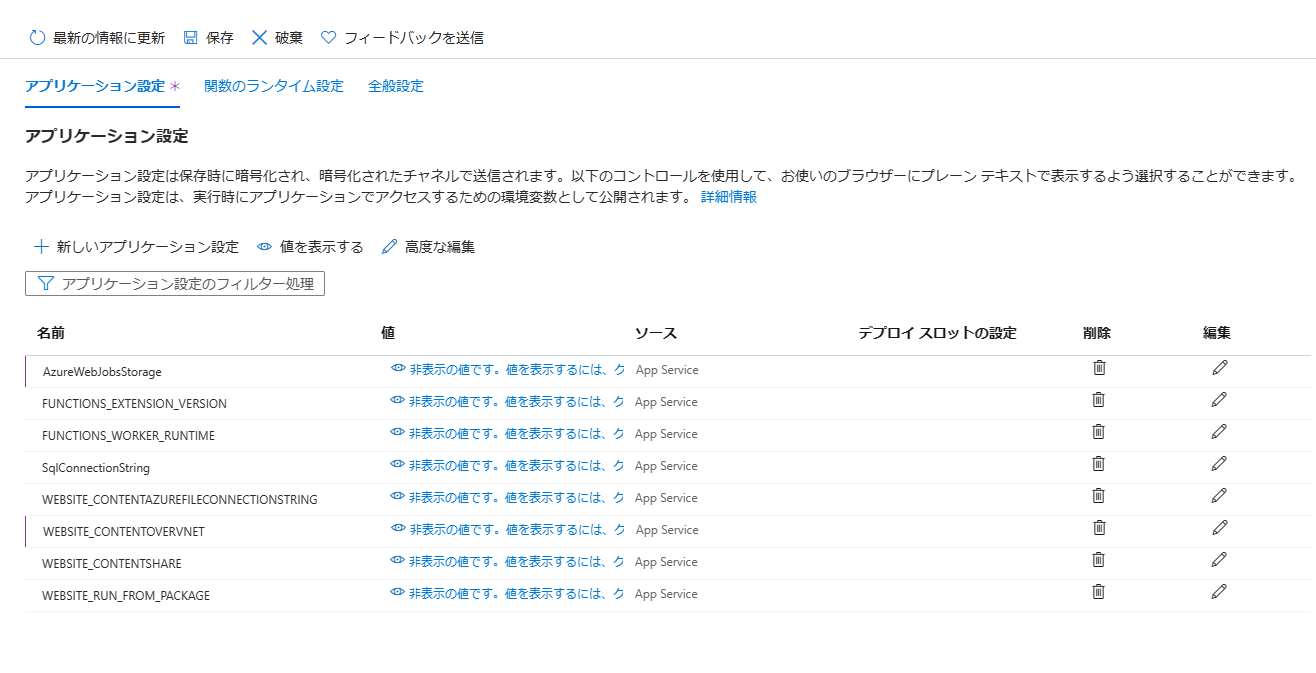 最新の情報に更新 保存 破棄 フィードバックを送信
アプリケーション設定 * 関数のランタイム設定 全般設定
アプリケーション設定
アプリケーション設定は保存時に暗号化され、暗号化されたチャネルで送信されます。以下のコントロールを使用して、お使いのブラウザーにプレーン テキストで表示するよう選択することができます。
アプリケーション設定は、実行時にアプリケーションでアクセスするための環境変数として公開されます。 詳細情報
新しいアプリケーション設定 値を表示する 高度な編集
アプリケーション設定のフィルター処理
名前 値 ソース デプロイ スロットの設定 削除 編集
AzureWebJobsStorage 非表示の値です。値を表示するには、ク App Service
FUNCTIONS_EXTENSION_VERSION 非表示の値です。値を表示するには、ク App Service
FUNCTIONS_WORKER_RUNTIME 非表示の値です。値を表示するには、ク App Service
SqlConnectionString 非表示の値です。値を表示するには、ク App Service
WEBSITE_CONTENTAZUREFILECONNECTIONSTRING 非表示の値です。値を表示するには、ク App Service
WEBSITE_CONTENTOVERVNET 非表示の値です。値を表示するには、ク App Service
WEBSITE_CONTENTSHARE 非表示の値です。値を表示するには、ク App Service
WEBSITE_RUN_FROM_PACKAGE 非表示の値です。値を表示するには、ク App Service